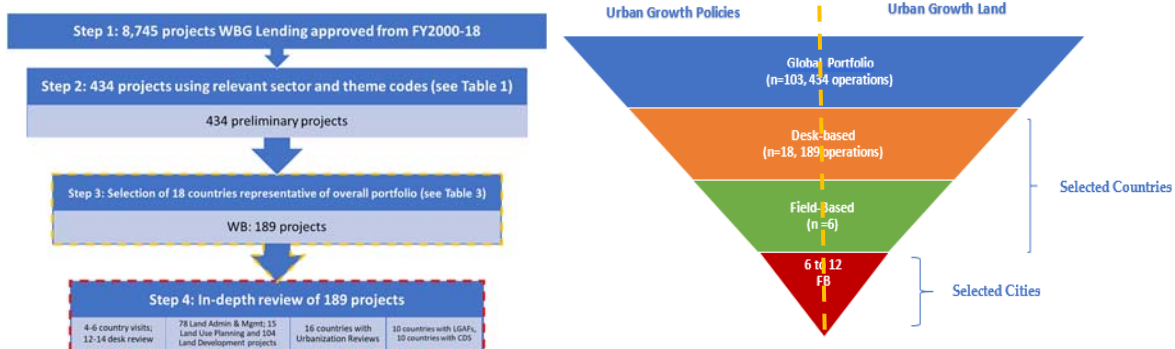 Step 1: 8,745 projects WBG Lending approved from FY2000-18
Step 2: 434 projects using relevant sector and theme codes (see Table 1)
434 preliminary projects
Step 3: Selection of 18 countries representative of overall portfolio (see Table 3)
WB: 189 projects
Step 4: In-depth review of 189 projects
4-6 country visits;
12-14 desk review
78 Land Admin & Mgmt; 15
Land Use Planning and 104
Land Development projects
16 countries with
Urbanization Reviews
10 countries with LGAFs,
10 countries with CDS
Urban Growth Policies
Urban Growth Land
Global Portfolio
(n=103, 434 operations)
Desk-based
(n=18, 189 operations)
Field-Based
(n =6)
6 to 12
FB
Selected Countries
Selected Cities